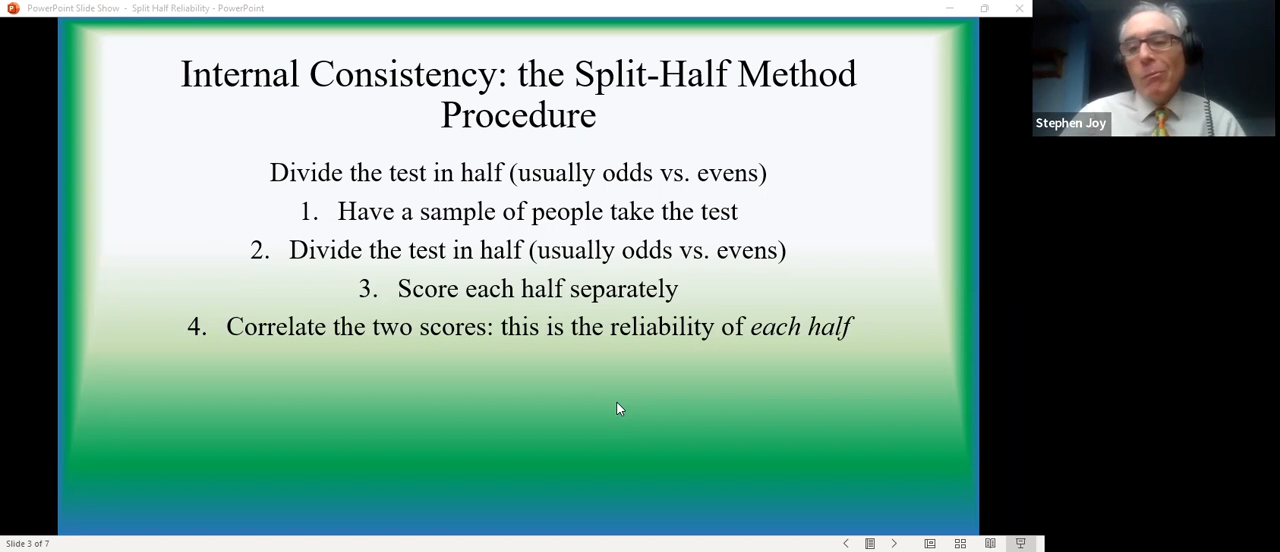 PowerPoint Slide Show - Split Half Reliability - PowerPoint
Internal Consistency: the Split-Half Method
Procedure
Divide the test in half (usually odds vs. evens)
1. Have a sample of people take the test
2. Divide the test in half (usually odds vs. evens)
3. Score each half separately
4. Correlate the two scores: this is the reliability of each half
Stephen Joy
Slide 3 of 7